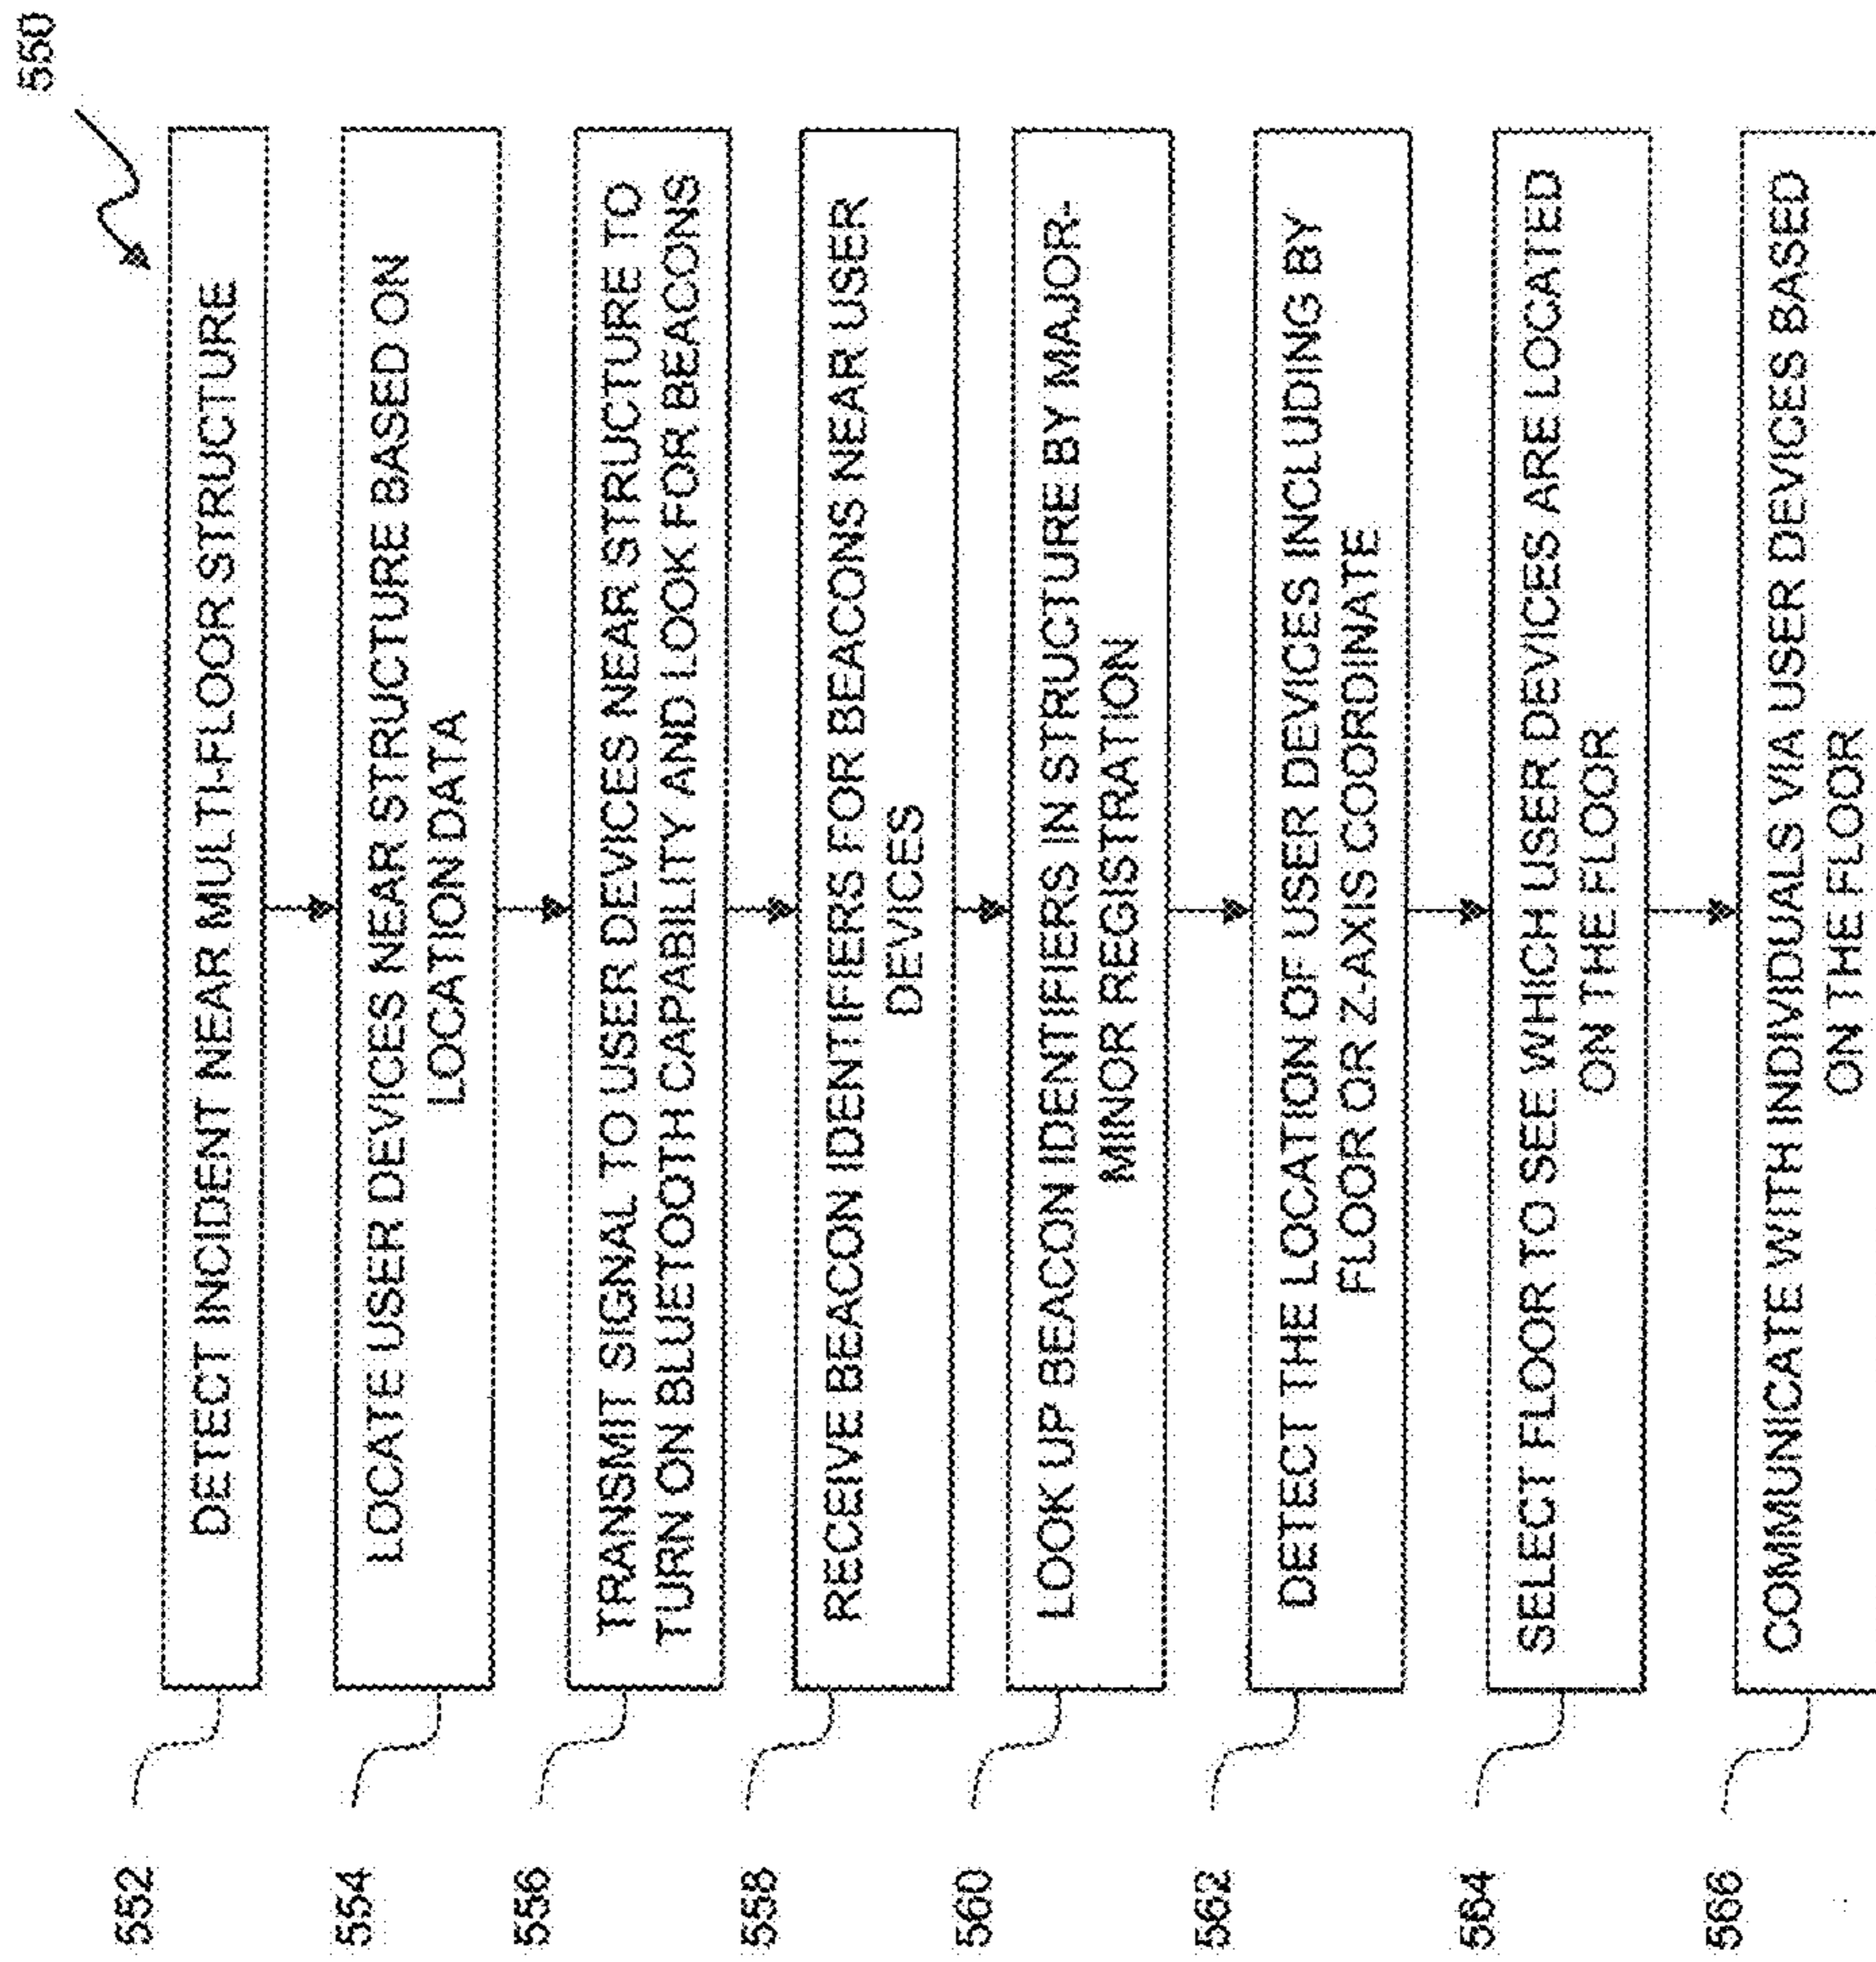 550
552
DETECT INCIDENT NEAR MULTI-FLOOR STRUCTURE
554
LOCATE USER DEVICES NEAR STRUCTURE BASED ON
LOCATION DATA
556
TRANSMIT SIGNAL TO USER DEVICES NEAR STRUCTURE TO
TURN ON BLUETOOTH CAPABILITY AND LOOK FOR BEACONS
558
RECEIVE BEACON IDENTIFIERS FOR BEACONS NEAR USER
DEVICES
560
LOOK UP BEACON IDENTIFIERS IN STRUCTURE BY MAJOR-
MINOR REGISTRATION
562
DETECT THE LOCATION OF USER DEVICES INCLUDING BY
FLOOR OR Z-AXIS COORDINATE
564
SELECT FLOOR TO SEE WHICH USER DEVICES ARE LOCATED
ON THE FLOOR
566
COMMUNICATE WITH INDIVIDUALS VIA USER DEVICES BASED
ON THE FLOOR